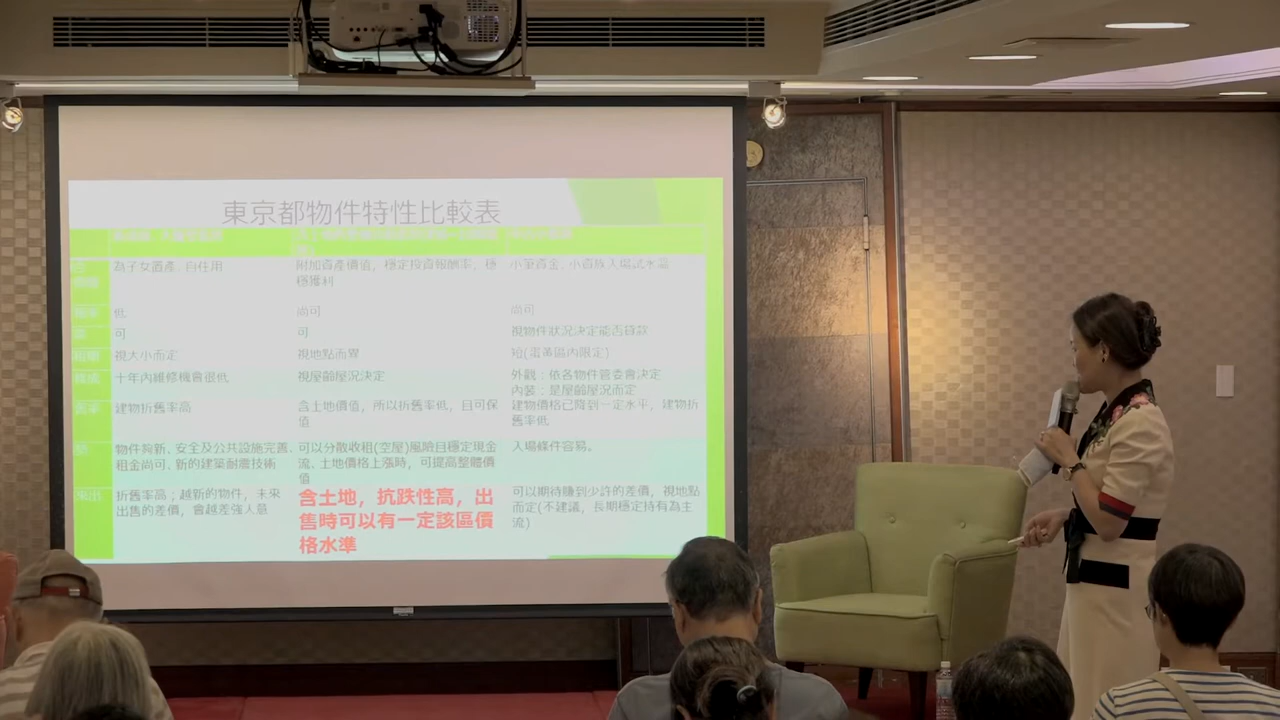 東京都物件特性比較表
為子女置產、自住用
附加資產價值，穩定投資報酬率，穩
穩獲利
小筆資金、小資族入場試水溫
低
尚可
尚可
可
可
視物件狀況決定能否貸款
視大小而定
視地點而異
短(蛋黃區內限定)
十年內維修機會很低
視屋齡屋況決定
外觀：依各物件管委會決定
內裝：是屋齡屋況而定
建物折舊率高
含土地價值，所以折舊率低，且可保
值
建物價格已降到一定水平，建物折
舊率低
物件夠新、安全及公共設施完善、
租金尚可、新的建築耐震技術
可以分散收租(空屋)風險且穩定現金
流、土地價格上漲時，可提高整體價
值
入場條件容易。
折舊率高；越新的物件，未來
出售的差價，會越差強人意
含土地，抗跌性高，出
售時可以有一定該區價
格水準
可以期待賺到少許的差價，視地點
而定(不建議，長期穩定持有為主
流)